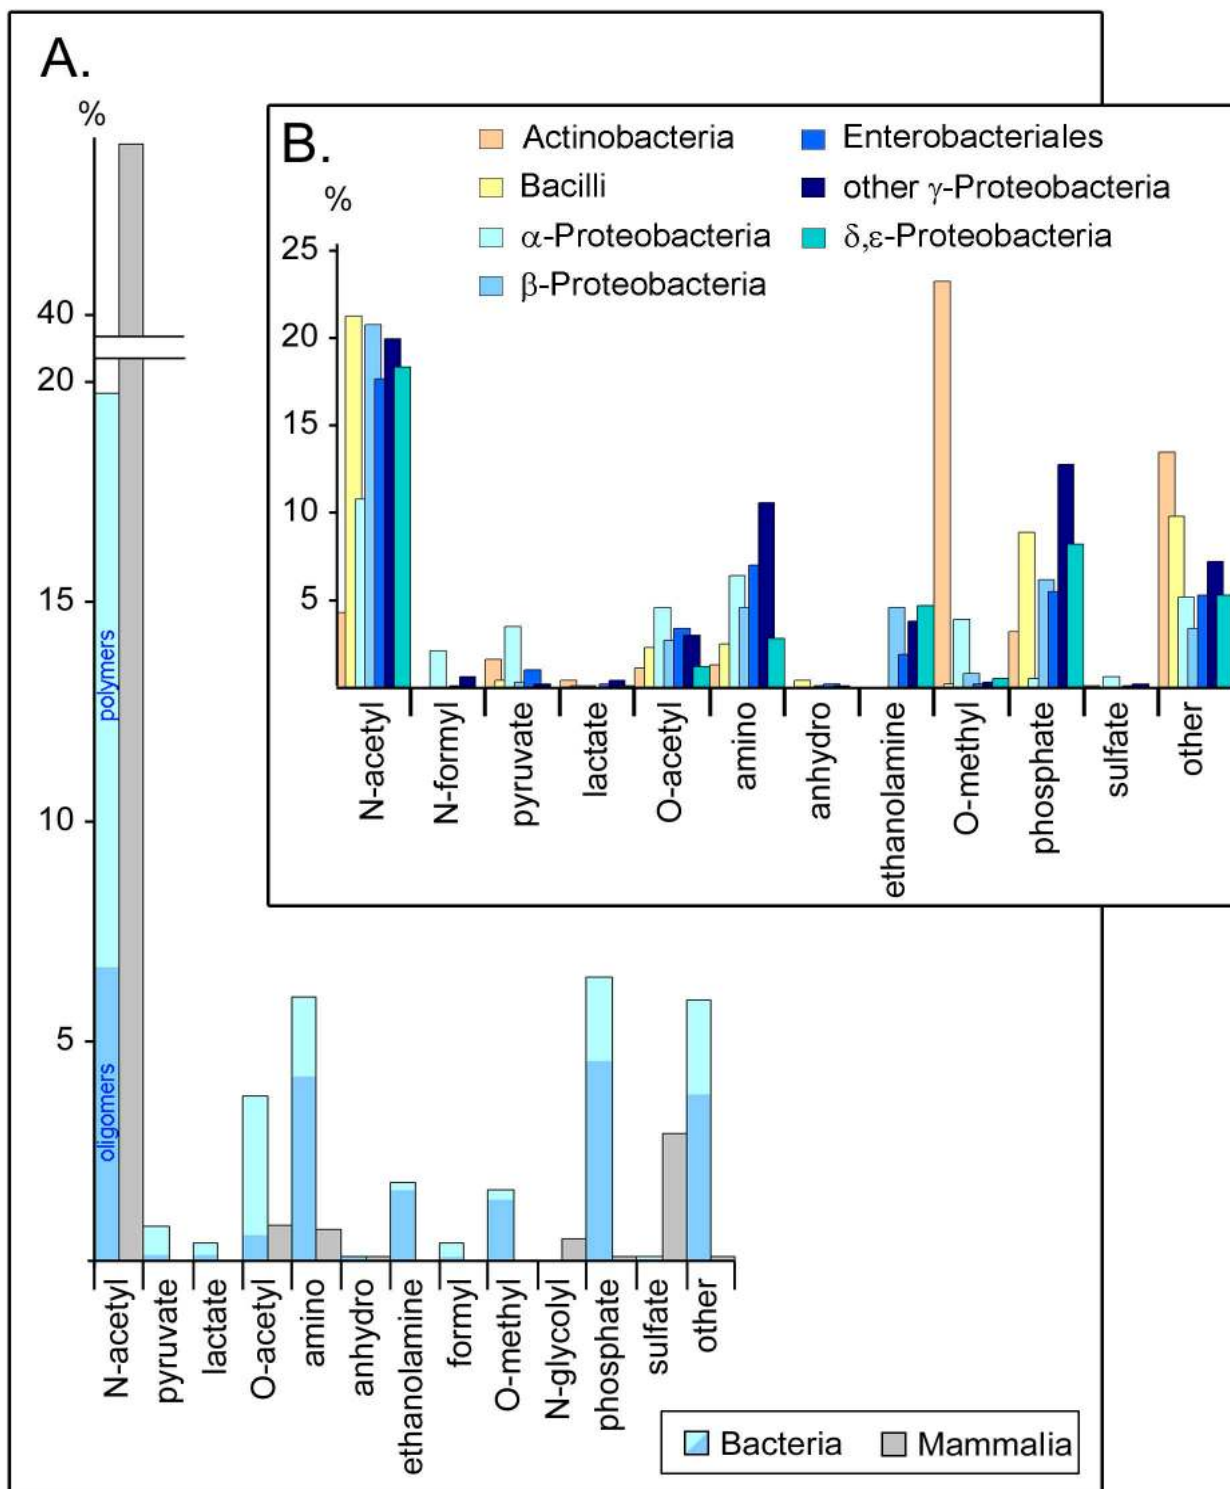 A.
%
40
20
15
10
5
polymers
oligomers
N-acetyl
pyruvate
lactate
O-acetyl
amino
anhydro
ethanolamine
formyl
O-methyl
N-glycolyl
phosphate
sulfate
other
Bacteria
Mammalia
B.
Actinobacteria
Bacilli
α-Proteobacteria
β-Proteobacteria
Enterobacteriales
other γ-Proteobacteria
δ,ε-Proteobacteria
%
25
20
15
10
5
N-acetyl
N-formyl
pyruvate
lactate
O-acetyl
amino
anhydro
ethanolamine
O-methyl
phosphate
sulfate
other